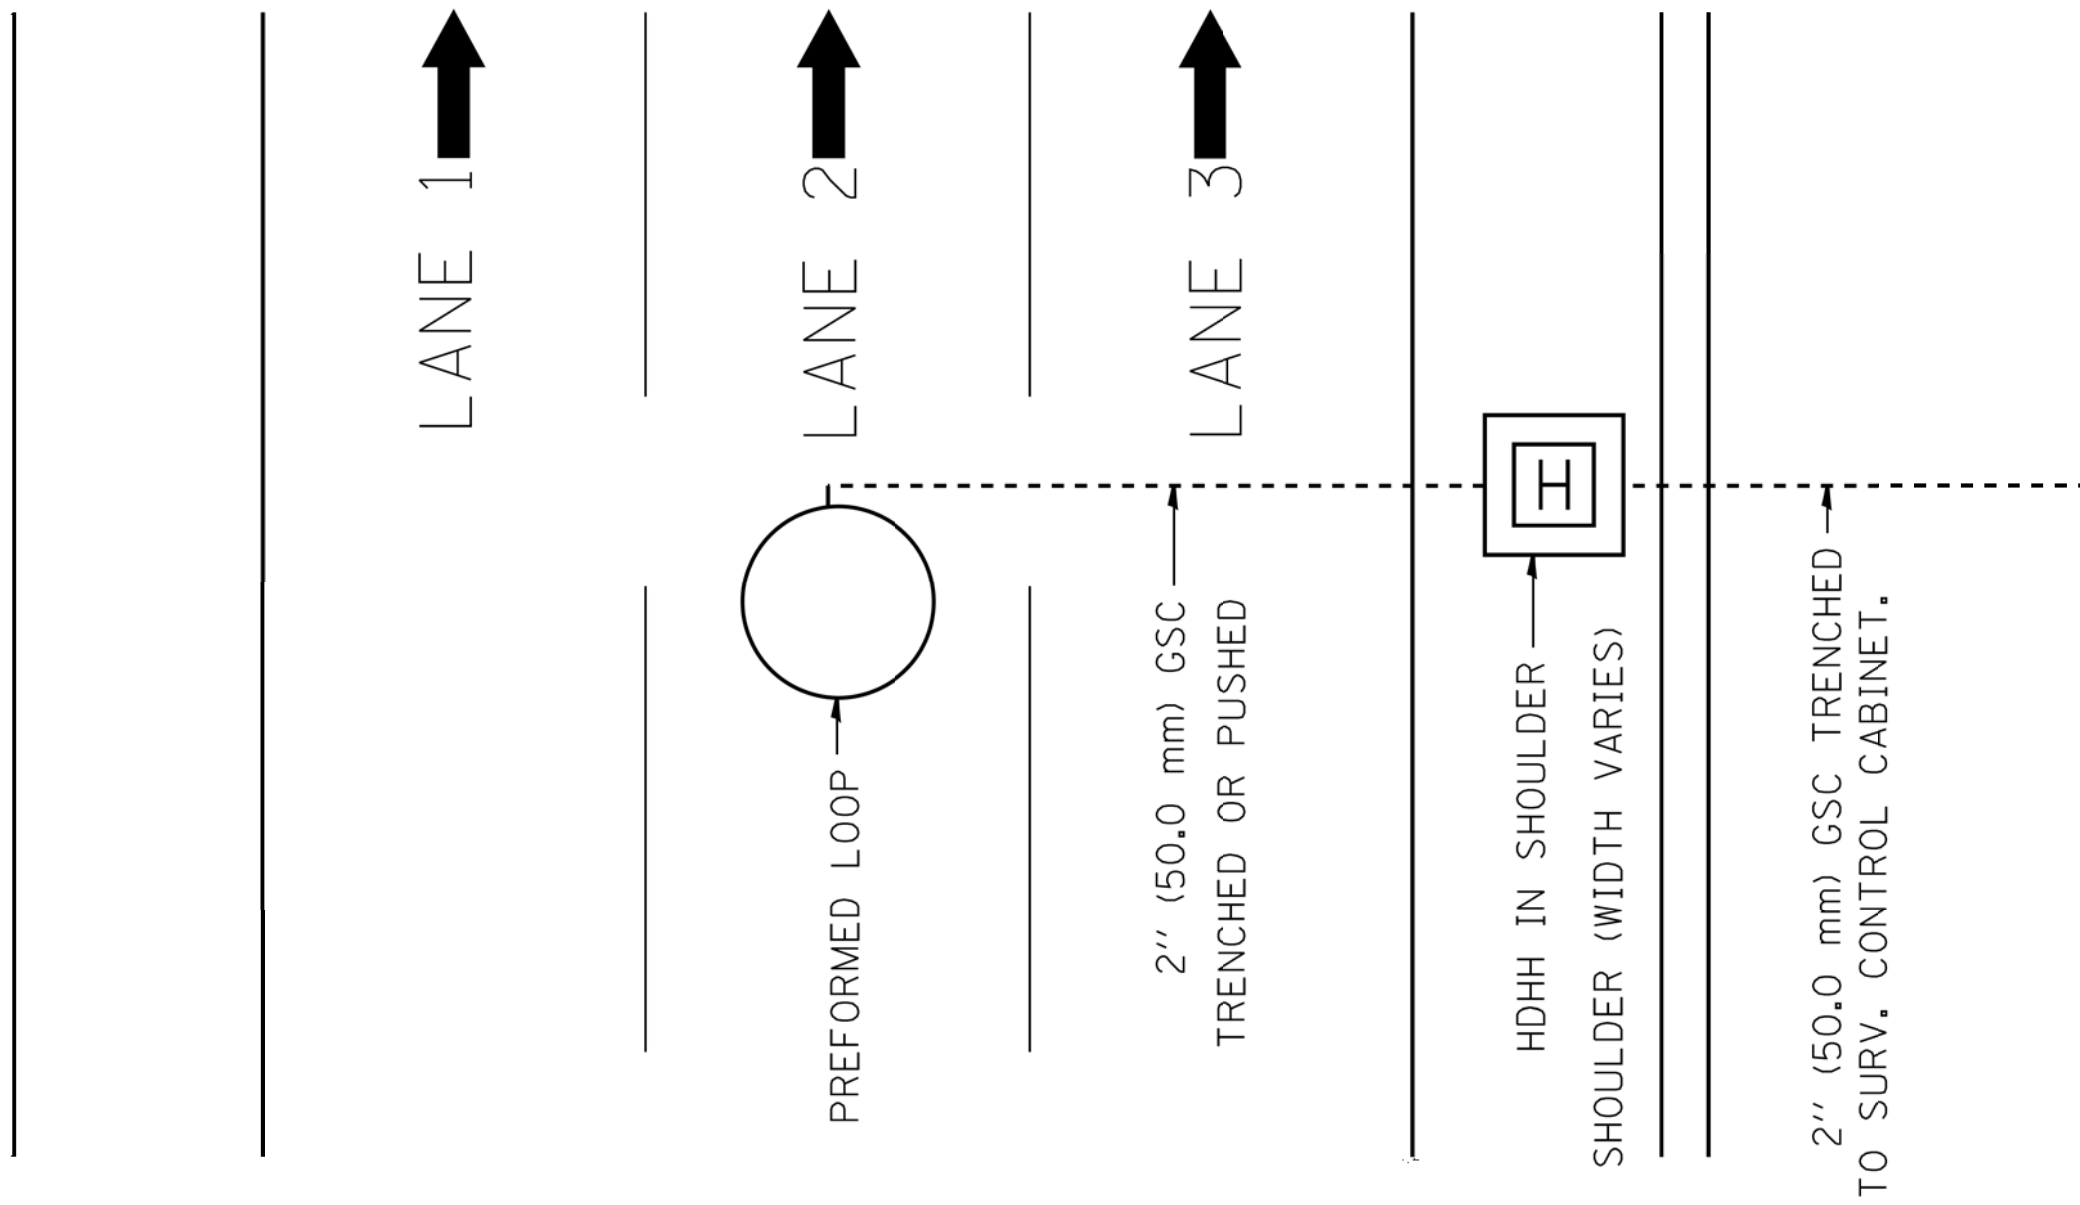 LANE 1
LANE 2
LANE 3
PREFORMED LOOP
2'' (50.0 mm) GSC
TRENCHED OR PUSHED
H
HDHH IN SHOULDER
SHOULDER (WIDTH VARIES)
2'' (50.0 mm) GSC TRENCHED
TO SURV. CONTROL CABINET.